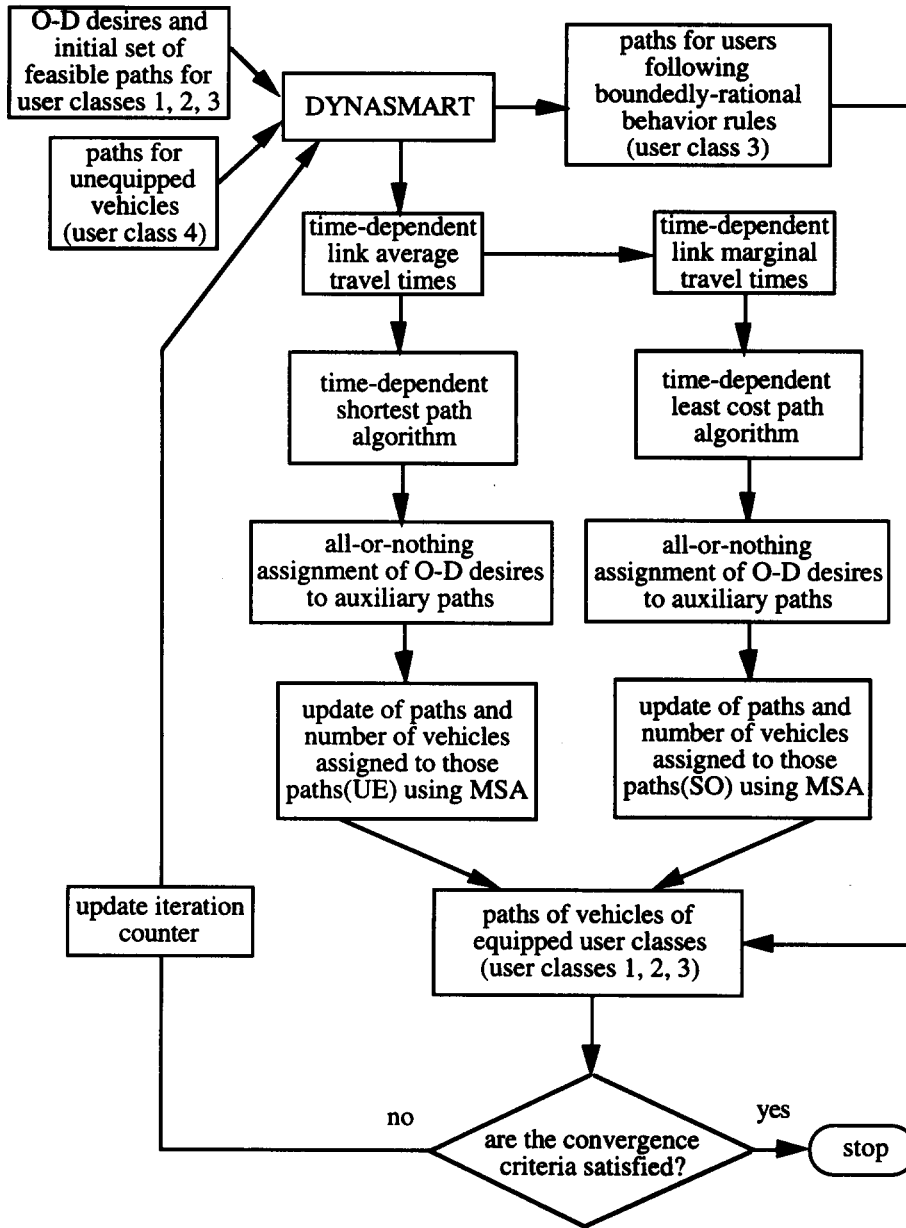 O-D desires and
initial set of
feasible paths for
user classes 1, 2, 3
DYNASMART
paths for users
following
boundedly-rational
behavior rules
(user class 3)
paths for
unequipped
vehicles
(user class 4)
time-dependent
link average
travel times
time-dependent
link marginal
travel times
time-dependent
shortest path
algorithm
time-dependent
least cost path
algorithm
all-or-nothing
assignment of O-D desires
to auxiliary paths
all-or-nothing
assignment of O-D desires
to auxiliary paths
update of paths and
number of vehicles
assigned to those
paths(UE) using MSA
update of paths and
number of vehicles
assigned to those
paths(SO) using MSA
update iteration
counter
paths of vehicles of
equipped user classes
(user classes 1, 2, 3)
no
yes
are the convergence
criteria satisfied?
stop